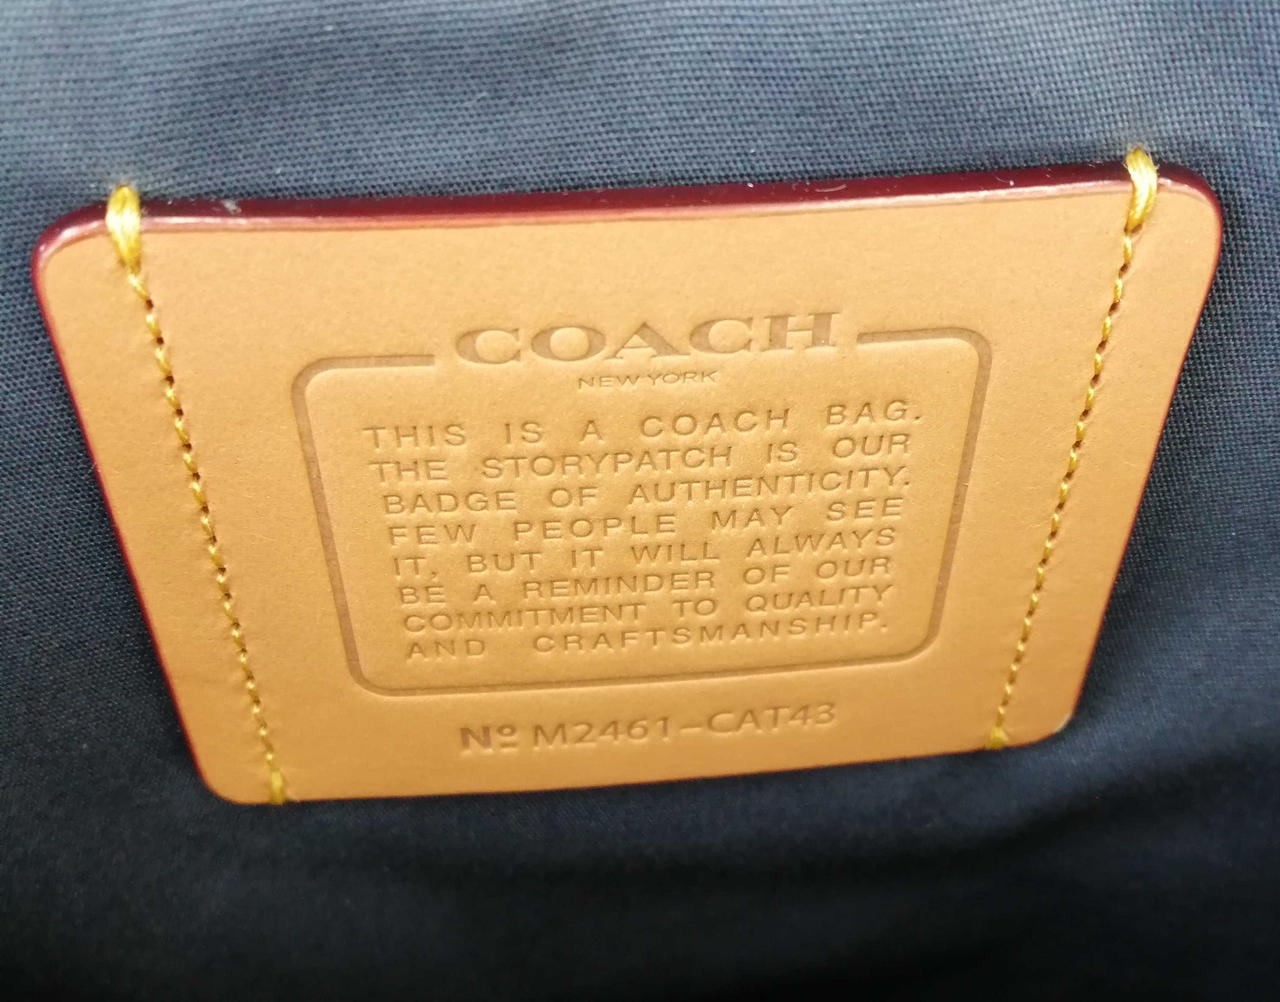 COACH
NEW YORK
THIS IS A COACH BAG.
THE STORYPATCH IS OUR
BADGE OF AUTHENTICITY.
FEW PEOPLE MAY SEE
IT, BUT IT WILL ALWAYS
BE A REMINDER OF OUR
COMMITMENT TO QUALITY
AND CRAFTSMANSHIP.
Nº M2461-CAT43